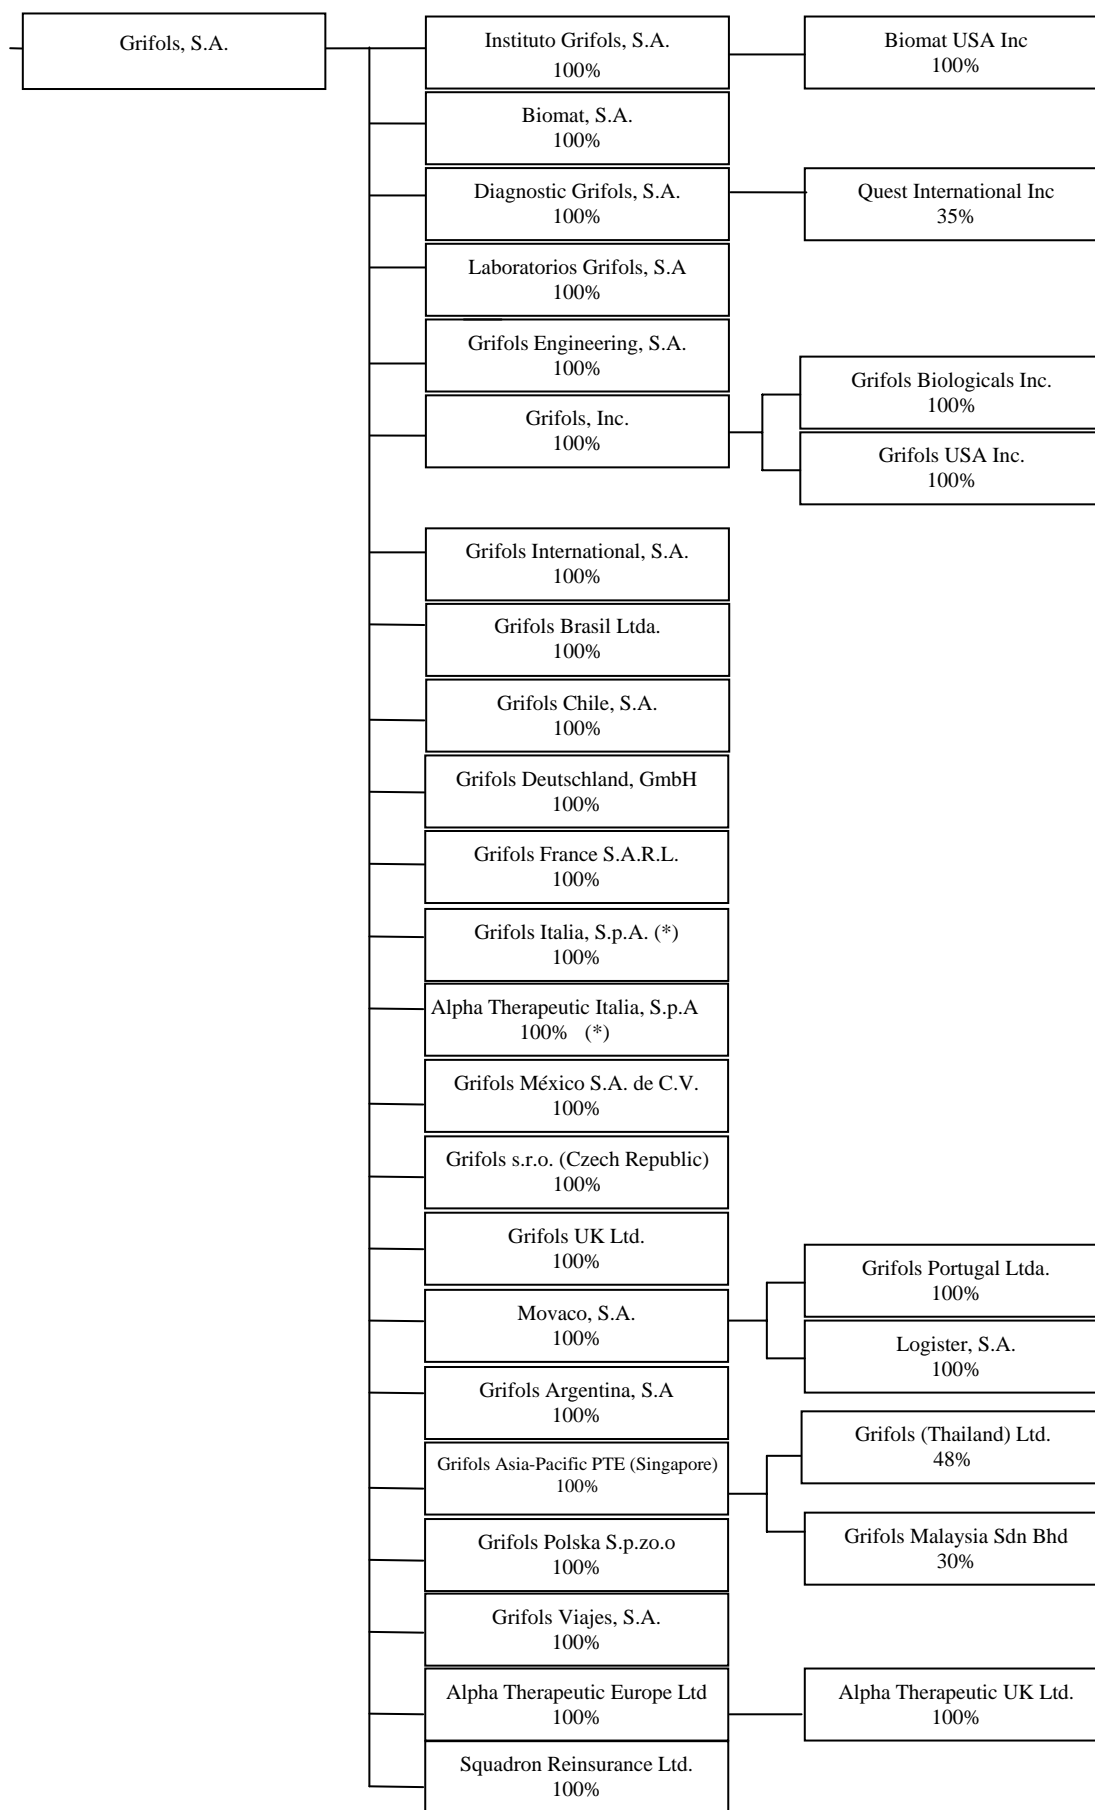 Grifols, S.A.
Instituto Grifols, S.A.
100%
Biomat USA Inc
100%
Biomat, S.A.
100%
Diagnostic Grifols, S.A.
100%
Quest International Inc
35%
Laboratorios Grifols, S.A
100%
Grifols Engineering, S.A.
100%
Grifols, Inc.
100%
Grifols Biologicals Inc.
100%
Grifols USA Inc.
100%
Grifols International, S.A.
100%
Grifols Brasil Ltda.
100%
Grifols Chile, S.A.
100%
Grifols Deutschland, GmbH
100%
Grifols France S.A.R.L.
100%
Grifols Italia, S.p.A. (*)
100%
Alpha Therapeutic Italia, S.p.A
100% (*)
Grifols México S.A. de C.V.
100%
Grifols s.r.o. (Czech Republic)
100%
Grifols UK Ltd.
100%
Movaco, S.A.
100%
Grifols Portugal Ltda.
100%
Logister, S.A.
100%
Grifols Argentina, S.A
100%
Grifols Asia-Pacific PTE (Singapore)
100%
Grifols (Thailand) Ltd.
48%
Grifols Malaysia Sdn Bhd
30%
Grifols Polska S.p.zo.o
100%
Grifols Viajes, S.A.
100%
Alpha Therapeutic Europe Ltd
100%
Alpha Therapeutic UK Ltd.
100%
Squadron Reinsurance Ltd.
100%